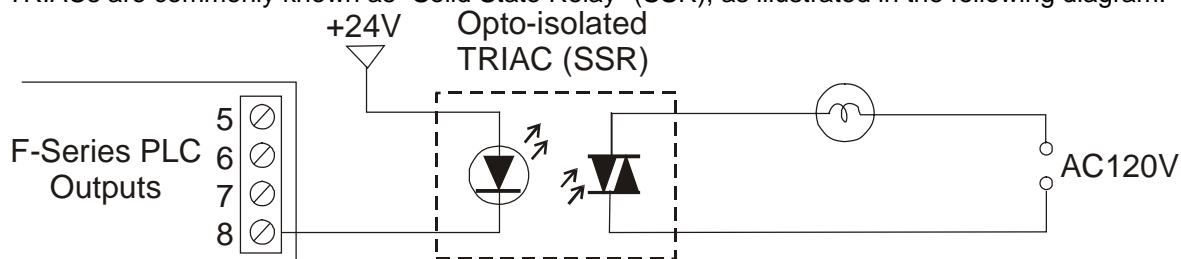 TRIACs are commonly known as "Solid State Relay" (SSR), as illustrated in the following diagram:
+24V
Opto-isolated
TRIAC (SSR)
5
6
7
8
F-Series PLC
Outputs
AC120V